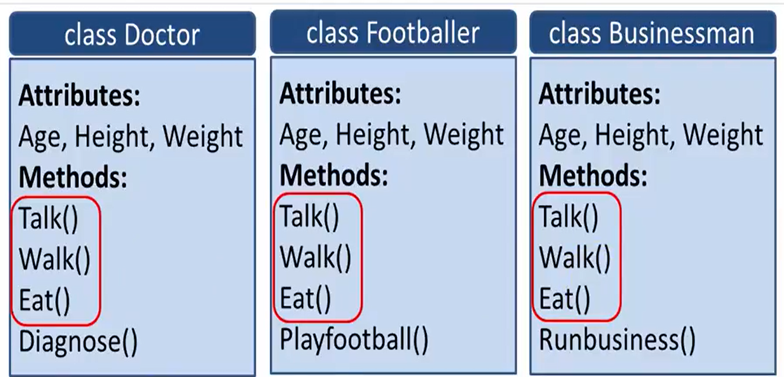 class Doctor
Attributes:
Age, Height, Weight
Methods:
Talk()
Walk()
Eat()
Diagnose()
class Footballer
Attributes:
Age, Height, Weight
Methods:
Talk()
Walk()
Eat()
Playfootball()
class Businessman
Attributes:
Age, Height, Weight
Methods:
Talk()
Walk()
Eat()
Runbusiness()